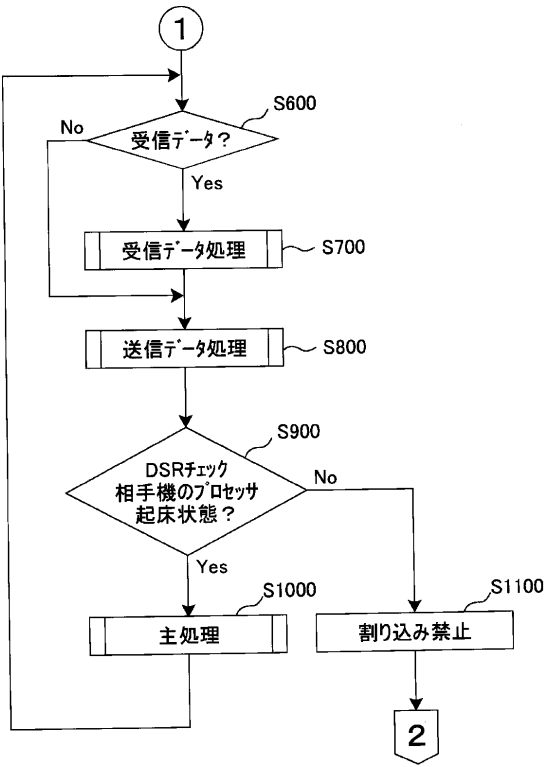 1
S600
No
受信ﾃﾞｰﾀ?
Yes
受信ﾃﾞｰﾀ処理
S700
送信ﾃﾞｰﾀ処理
S800
S900
DSRﾁｪｯｸ
相手機のﾌﾟﾛｾｯｻ
起床状態?
No
Yes
S1000
主処理
S1100
割り込み禁止
2